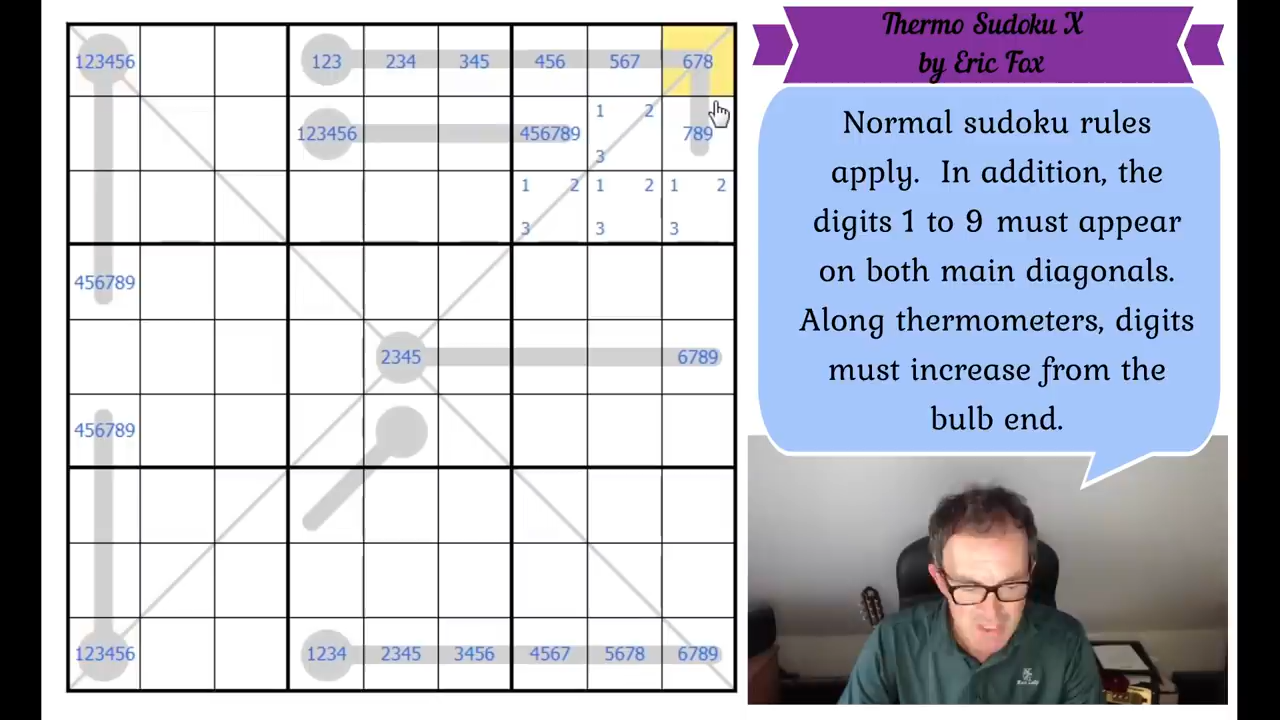 Thermo Sudoku X
by Eric Fox
Normal sudoku rules
apply. In addition, the
digits 1 to 9 must appear
on both main diagonals.
Along thermometers, digits
must increase from the
bulb end.
123456 123 234 345 456 567 678
123456 456789 1 2 3 789
1 2 3 1 2 3 1 2 3
456789
2345 6789
456789
123456 1234 2345 3456 4567 5678 6789